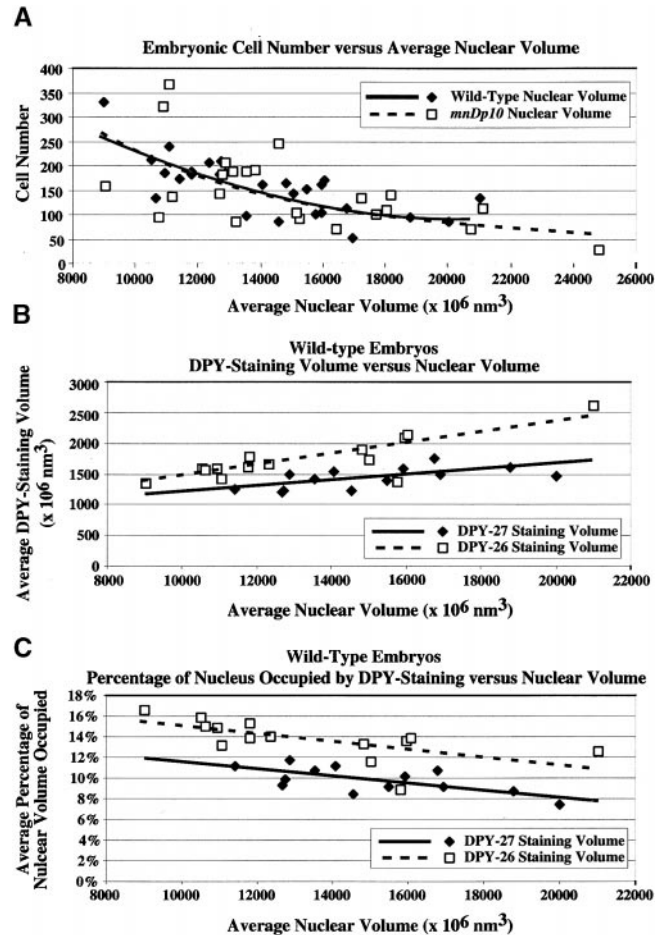 A
Embryonic Cell Number versus Average Nuclear Volume
Cell Number
400
350
300
250
200
150
100
50
0
Wild-Type Nuclear Volume
mnDp10 Nuclear Volume
8000 10000 12000 14000 16000 18000 20000 22000 24000 26000
Average Nuclear Volume (x 10⁶ nm³)
B
Wild-type Embryos
DPY-Staining Volume versus Nuclear Volume
Average DPY-Staining Volume
(x 10⁶ nm³)
3000
2500
2000
1500
1000
500
0
DPY-27 Staining Volume
DPY-26 Staining Volume
8000 10000 12000 14000 16000 18000 20000 22000
Average Nuclear Volume (x 10⁶ nm³)
C
Wild-Type Embryos
Percentage of Nucleus Occupied by DPY-Staining versus Nuclear Volume
Average Percentage of
Nulcear Volume Occupied
18%
16%
14%
12%
10%
8%
6%
4%
2%
0%
DPY-27 Staining Volume
DPY-26 Staining Volume
8000 10000 12000 14000 16000 18000 20000 22000
Average Nuclear Volume (x 10⁶ nm³)